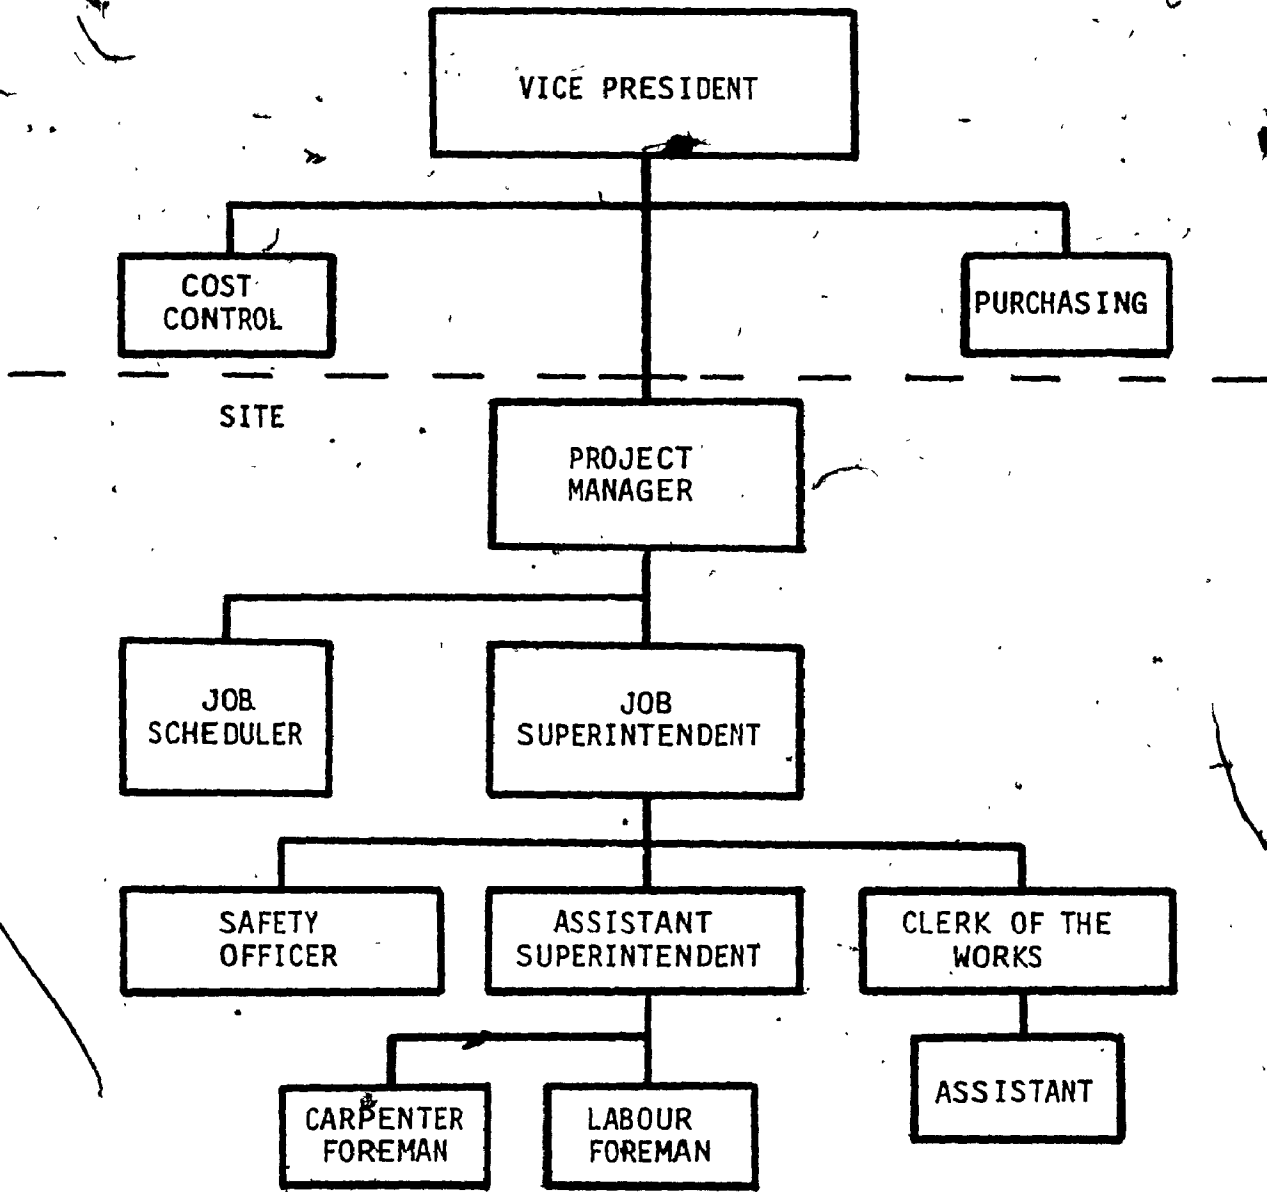 VICE PRESIDENT
COST
CONTROL
PURCHASING
SITE
PROJECT
MANAGER
JOB
SCHEDULER
JOB
SUPERINTENDENT
SAFETY
OFFICER
ASSISTANT
SUPERINTENDENT
CLERK OF THE
WORKS
CARPENTER
FOREMAN
LABOUR
FOREMAN
ASSISTANT